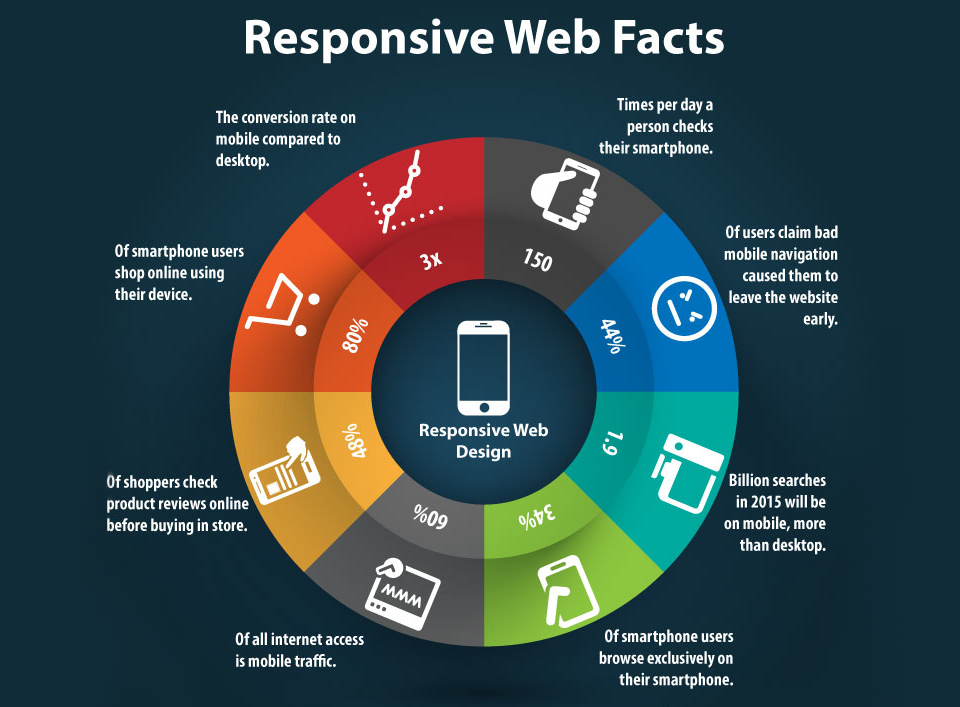 Responsive Web Facts
Times per day a
person checks
their smartphone.
150
Of users claim bad
mobile navigation
caused them to
leave the website
early.
44%
Billion searches
in 2015 will be
on mobile, more
than desktop.
1.9
Of smartphone users
browse exclusively on
their smartphone.
34%
Of all internet access
is mobile traffic.
60%
WWW
Of shoppers check
product reviews online
before buying in store.
48%
Of smartphone users
shop online using
their device.
80%
The conversion rate on
mobile compared to
desktop.
3x
Responsive Web
Design